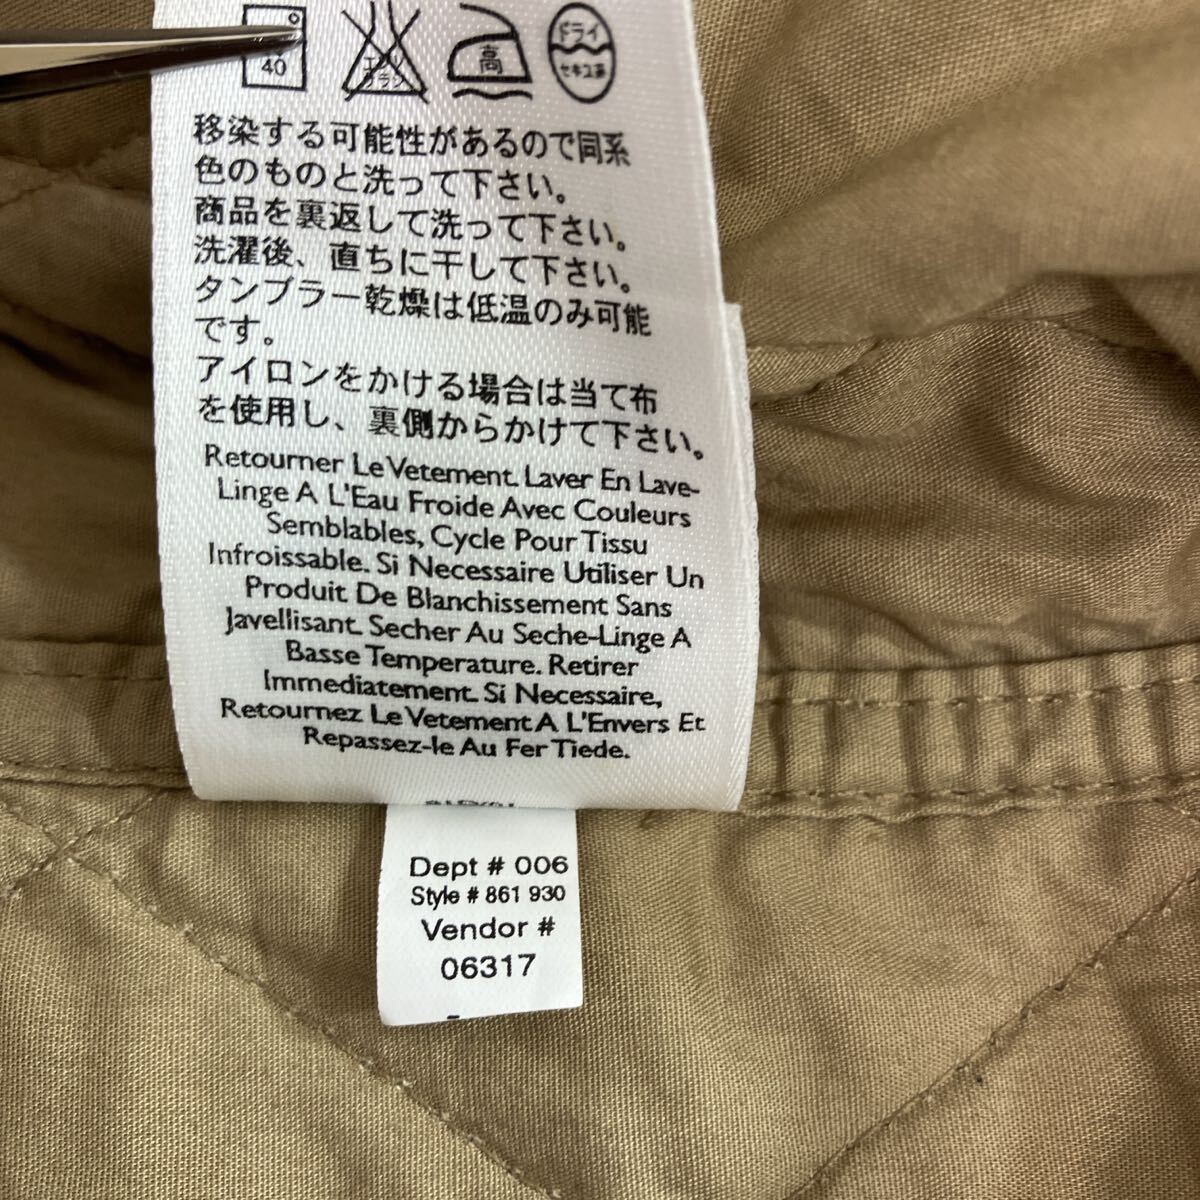 40
エンソ
ブラシ
高
ドライ
セキユ系
移染する可能性があるので同系
色のものと洗って下さい。
商品を裏返して洗って下さい。
洗濯後、直ちに干して下さい。
タンブラー乾燥は低温のみ可能
です。
アイロンをかける場合は当て布
を使用し、裏側からかけて下さい。
Retourner Le Vetement. Laver En Lave-
Linge A L'Eau Froide Avec Couleurs
Semblables, Cycle Pour Tissu
Infroissable. Si Necessaire Utiliser Un
Produit De Blanchissement Sans
Javellisant. Secher Au Seche-Linge A
Basse Temperature. Retirer
Immediatement. Si Necessaire,
Retournez Le Vetement A L'Envers Et
Repassez-le Au Fer Tiede.
Dept # 006
Style # 861 930
Vendor #
06317